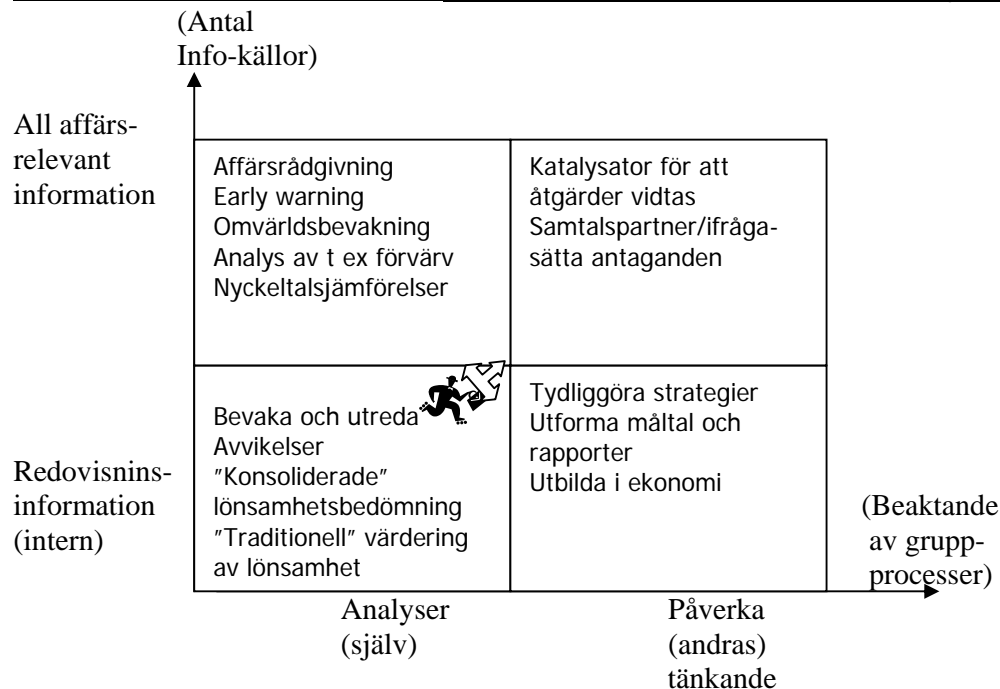 (Antal
Info-källor)
All affärs-
relevant
information
Affärsrådgivning
Early warning
Omvärldsbevakning
Analys av t ex förvärv
Nyckeltalsjämförelser
Katalysator för att
åtgärder vidtas
Samtalspartner/ifråga-
sätta antaganden
Redovisnins-
information
(intern)
Bevaka och utreda
Avvikelser
"Konsoliderade"
lönsamhetsbedömning
"Traditionell" värdering
av lönsamhet
Tydliggöra strategier
Utforma måltal och
rapporter
Utbilda i ekonomi
(Beaktande
av grupp-
processer)
Analyser
(själv)
Påverka
(andras)
tänkande